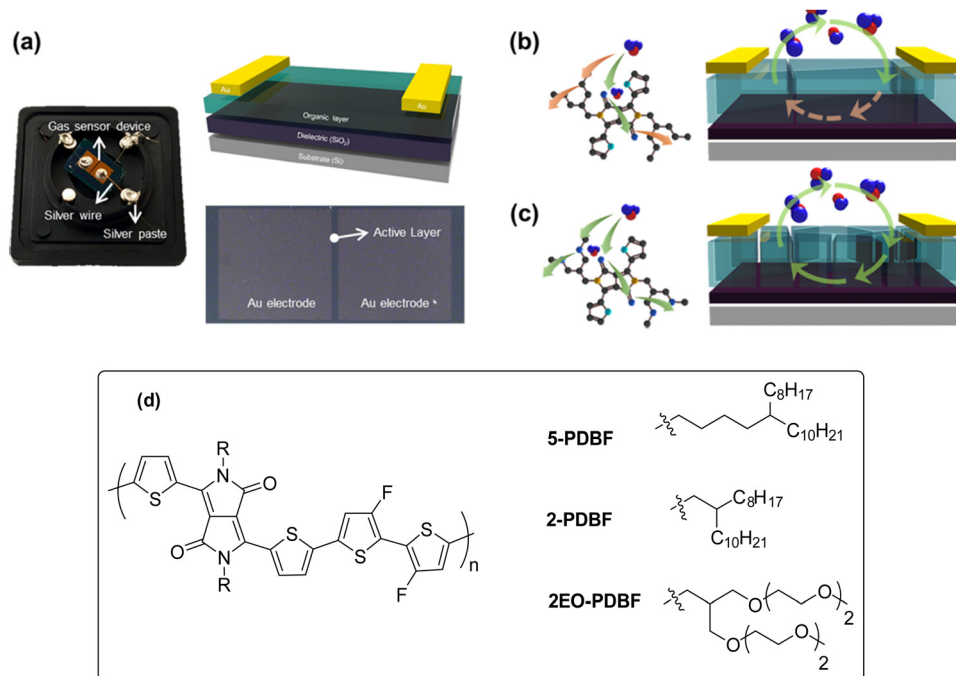 (a)
Gas sensor device
Silver wire
Silver paste
Au
Au
Organic layer
Dielectric (SiO₂)
Substrate (Si)
Active Layer
Au electrode
Au electrode
(b)
(c)
(d)
R
N
O
S
F
S
O
N
R
S
S
F
n
5-PDBF
C₈H₁₇
C₁₀H₂₁
2-PDBF
C₈H₁₇
C₁₀H₂₁
2EO-PDBF
O
O
2
O
O
2